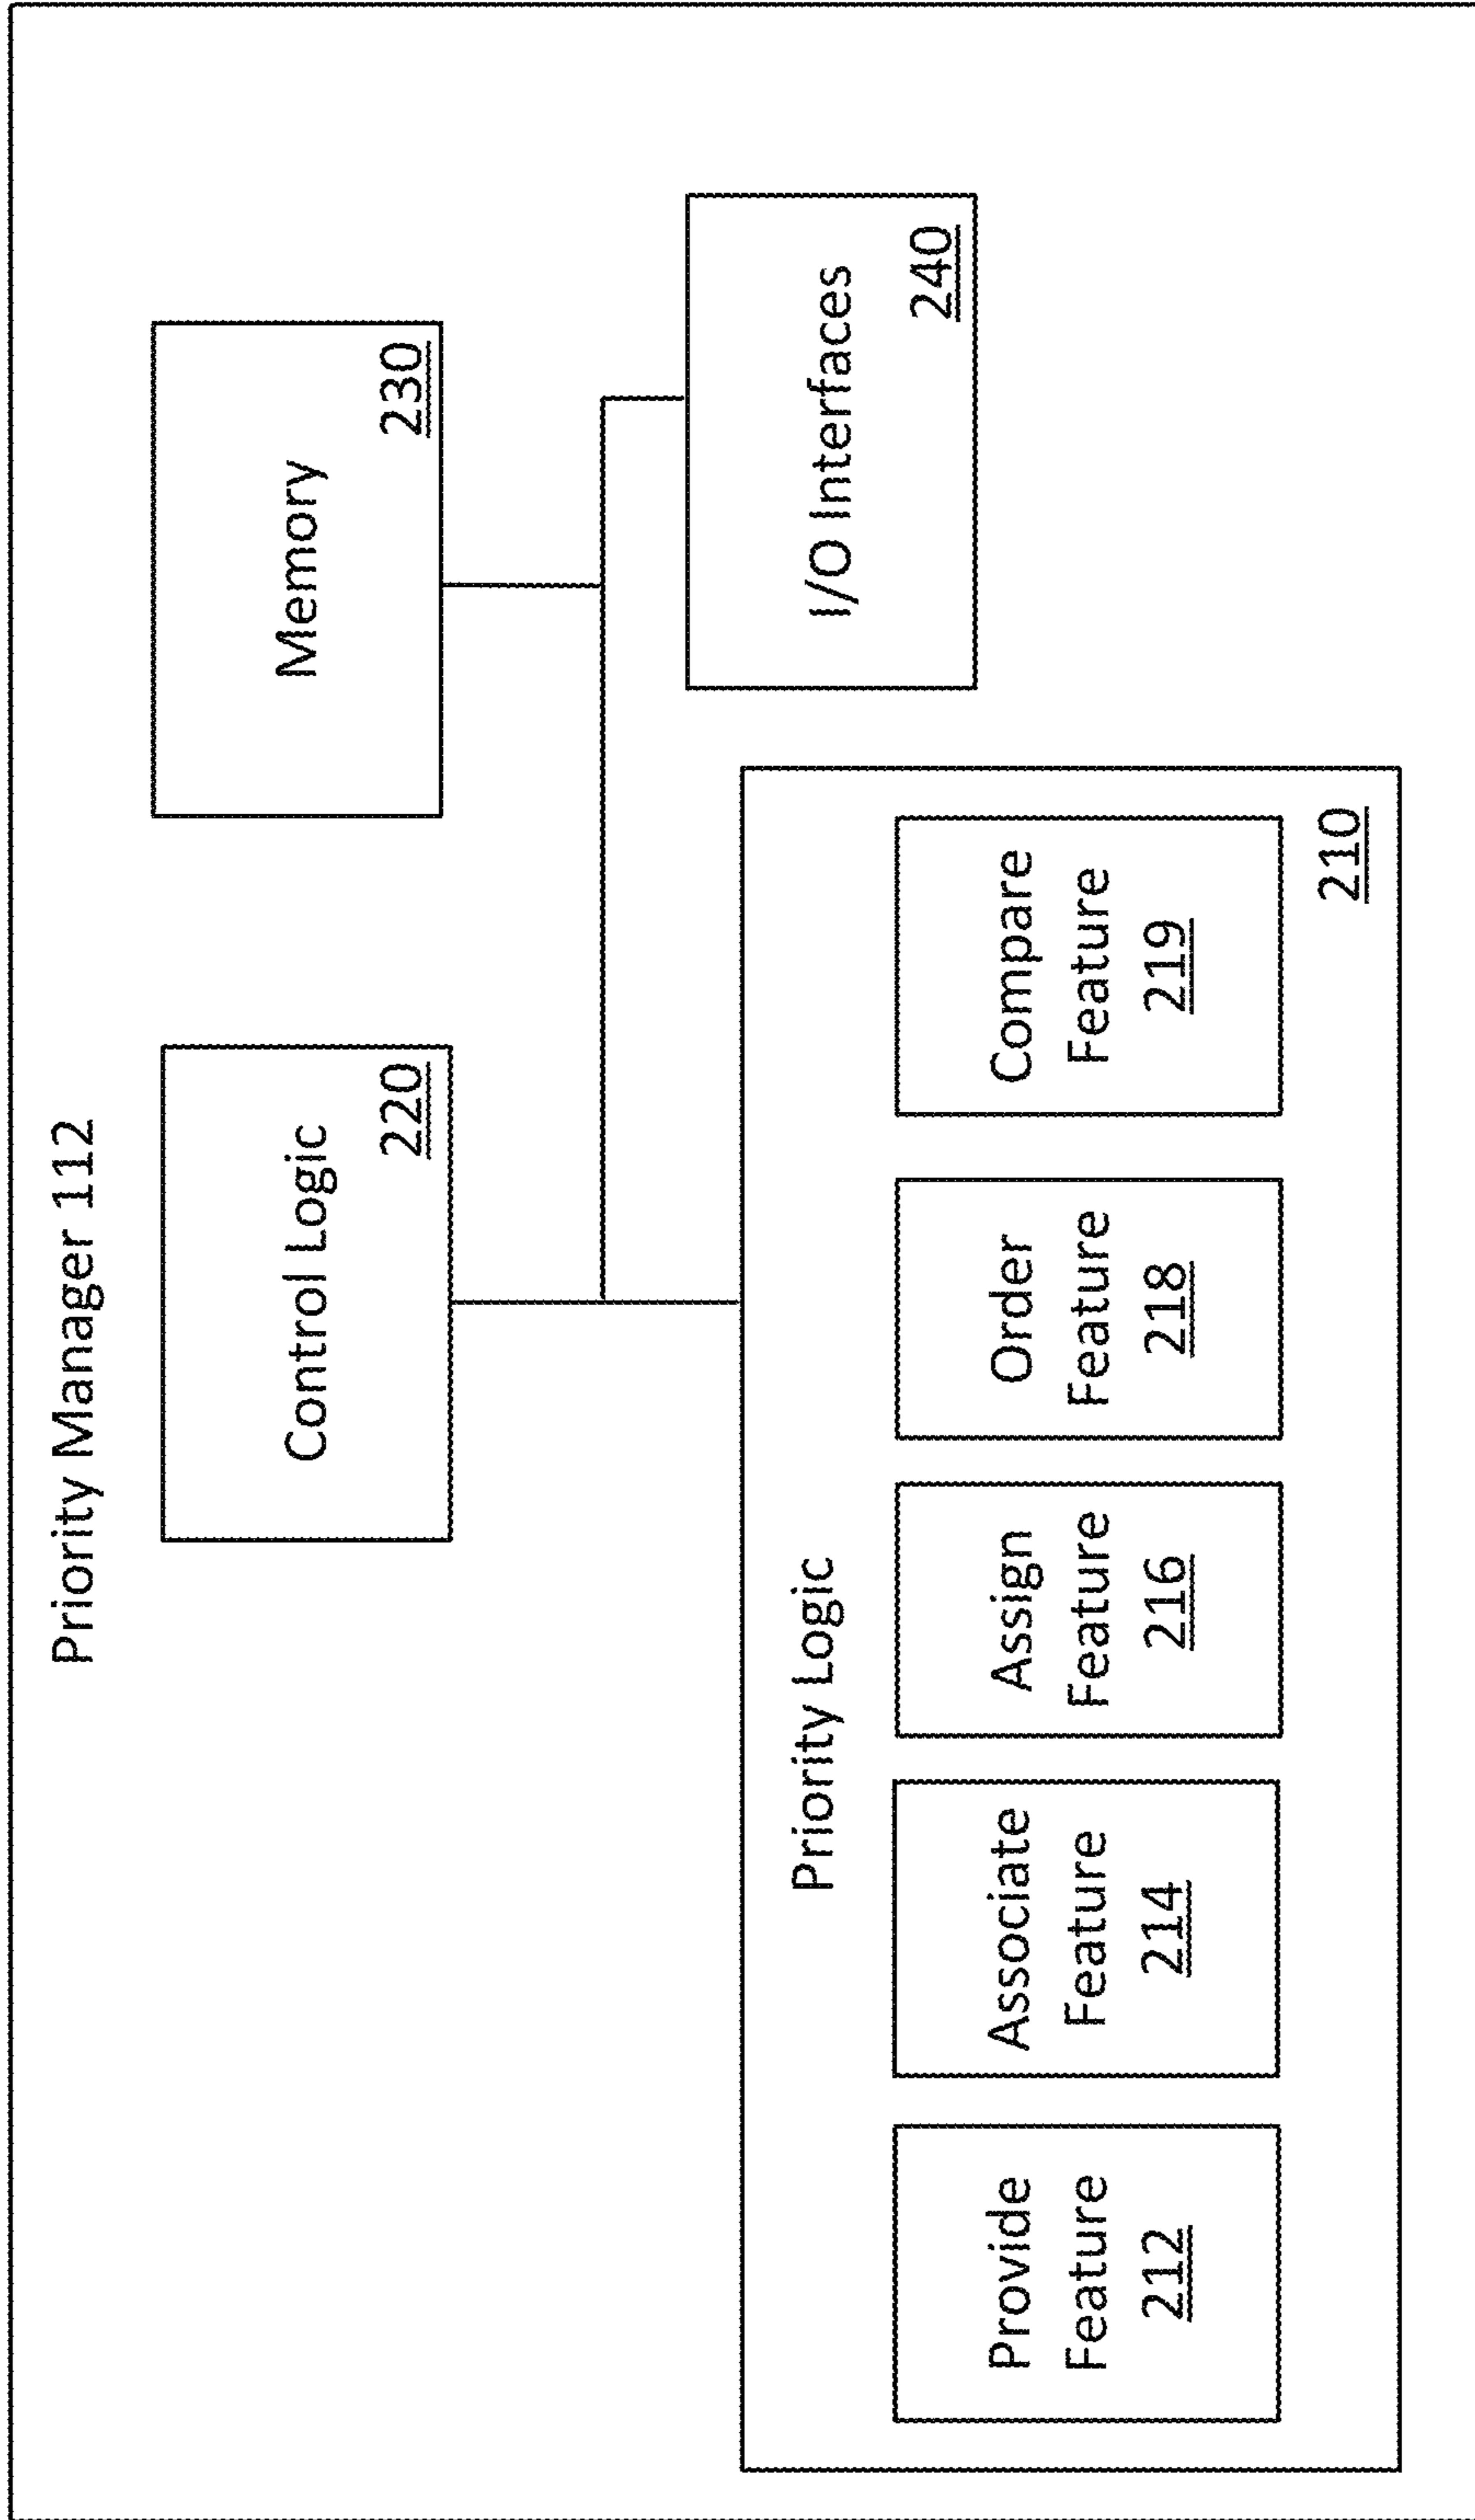 Priority Manager 112
Control Logic
220
Memory
230
I/O Interfaces
240
Priority Logic
Provide
Feature
212
Associate
Feature
214
Assign
Feature
216
Order
Feature
218
Compare
Feature
219
210